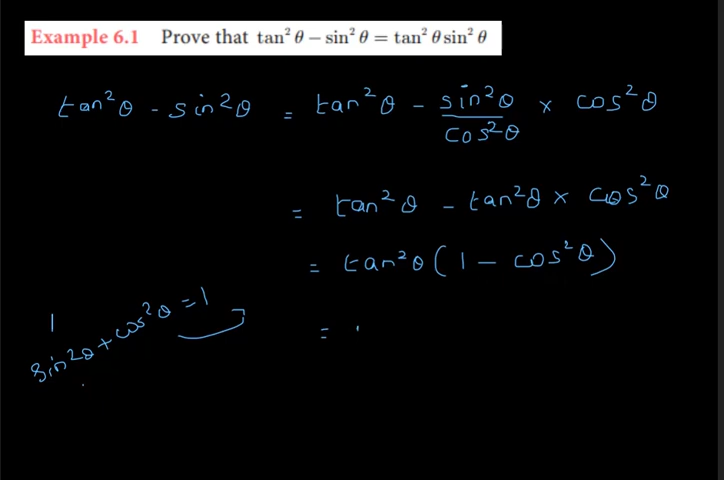 Example 6.1 Prove that tan² θ – sin² θ = tan² θ sin² θ
tan²θ - sin²θ = tan²θ - sin²θ/cos²θ × cos²θ
= tan²θ - tan²θ × cos²θ
= tan²θ (1 - cos²θ)
1
sin²θ + cos²θ = 1
=